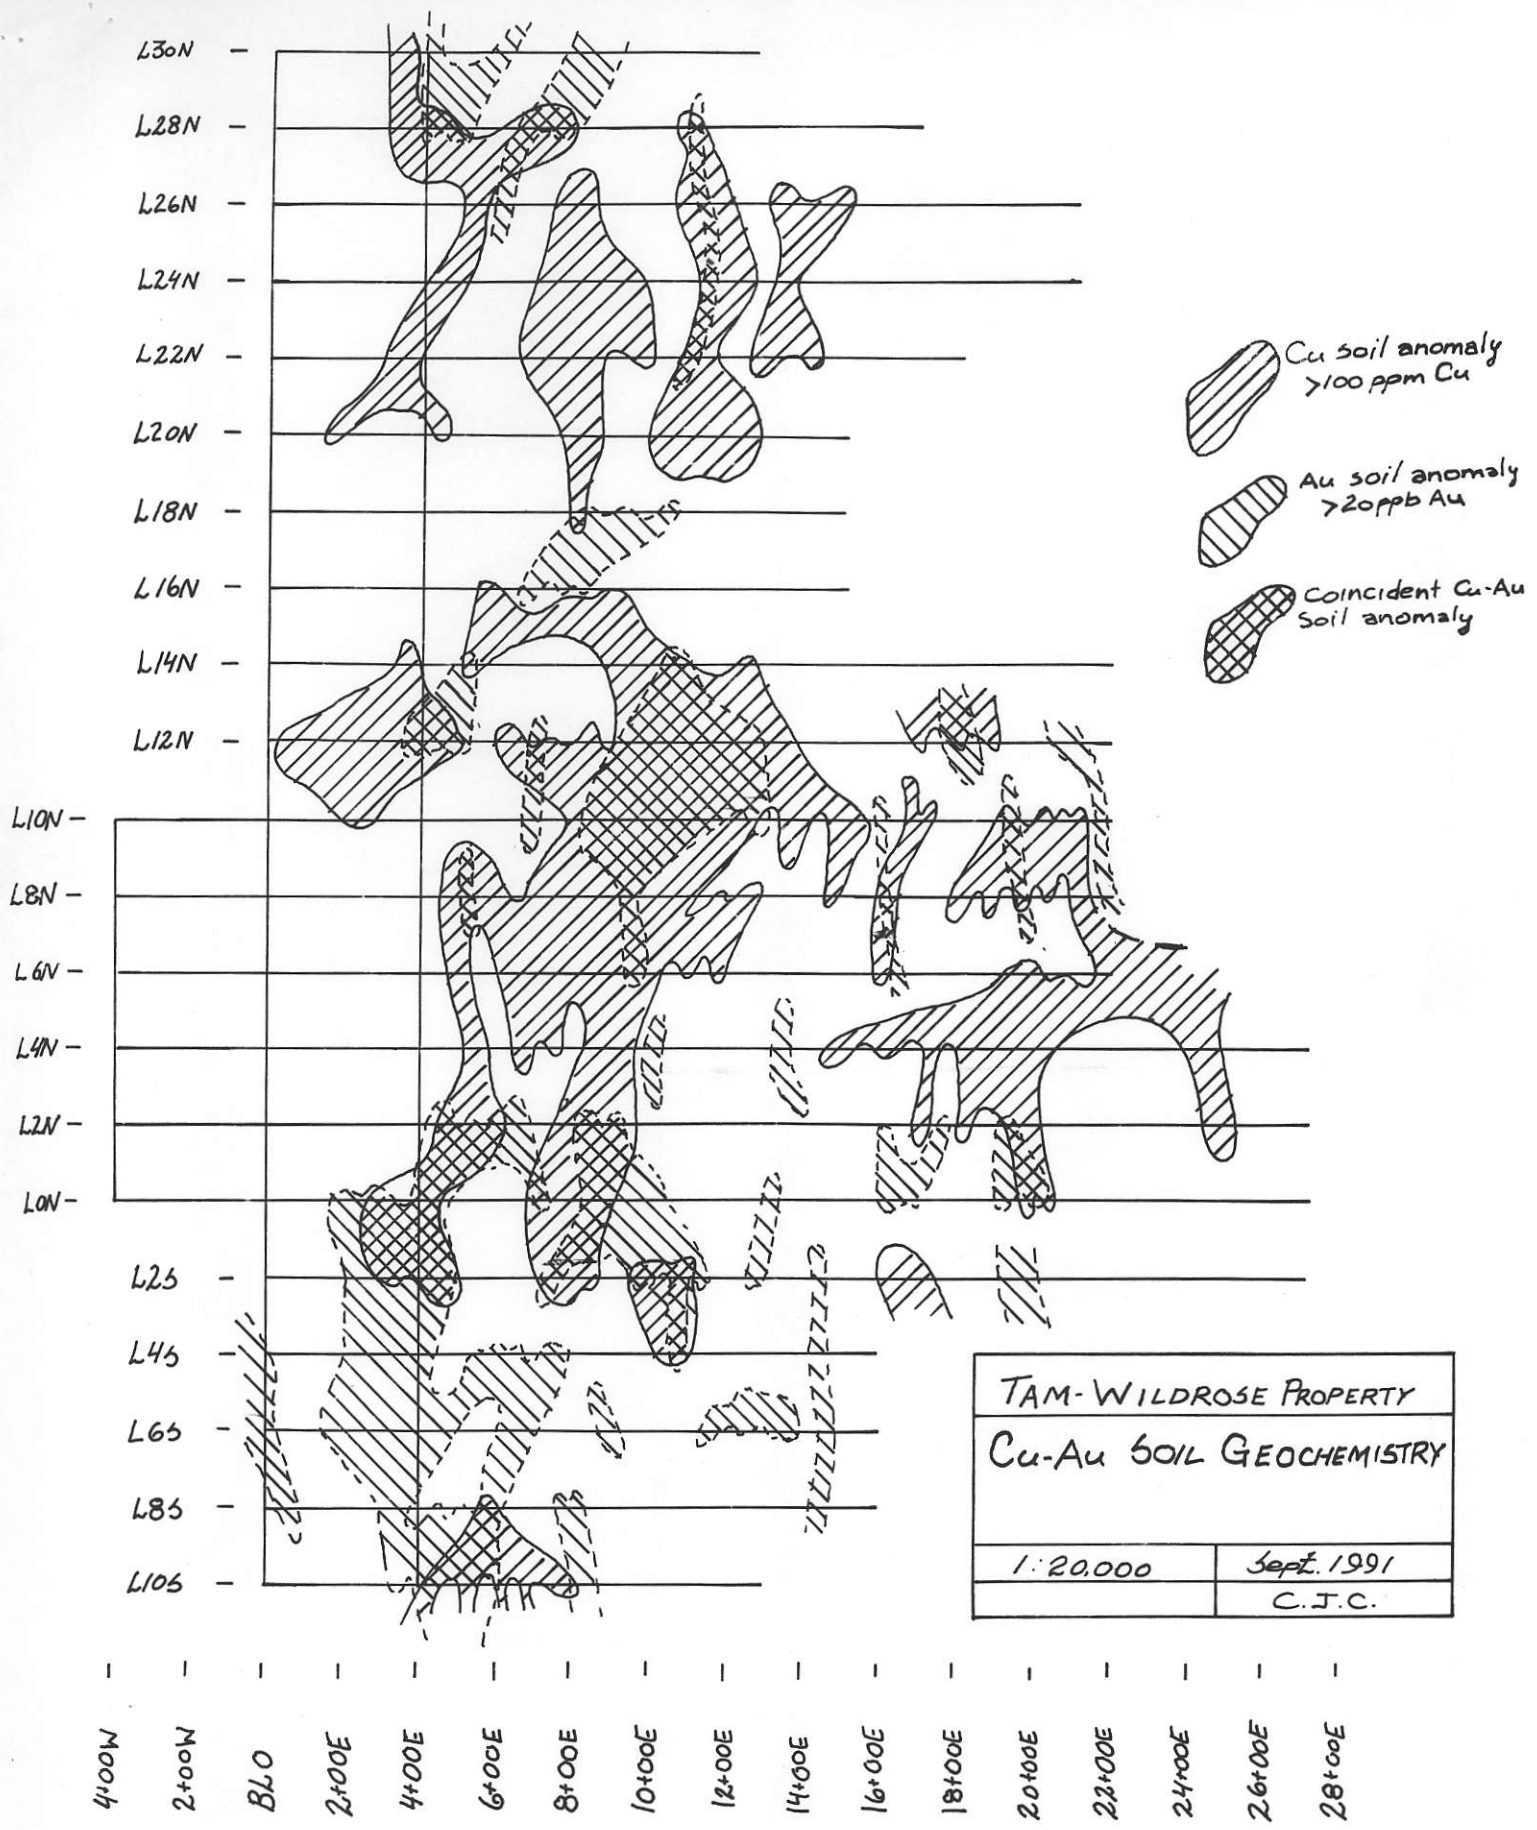 L30N
L28N
L26N
L24N
L22N
L20N
L18N
L16N
L14N
L12N
L10N
L8N
L6N
L4N
L2N
L0N
L2S
L4S
L6S
L8S
L10S
Cu soil anomaly
>100 ppm Cu
Au soil anomaly
>20ppb Au
Coincident Cu-Au
Soil anomaly
TAM-WILDROSE PROPERTY
Cu-Au SOIL GEOCHEMISTRY
1:20,000
Sept. 1991
C.J.C.
4+00W
2+00W
BLO
2+00E
4+00E
6+00E
8+00E
10+00E
12+00E
14+00E
16+00E
18+00E
20+00E
22+00E
24+00E
26+00E
28+00E